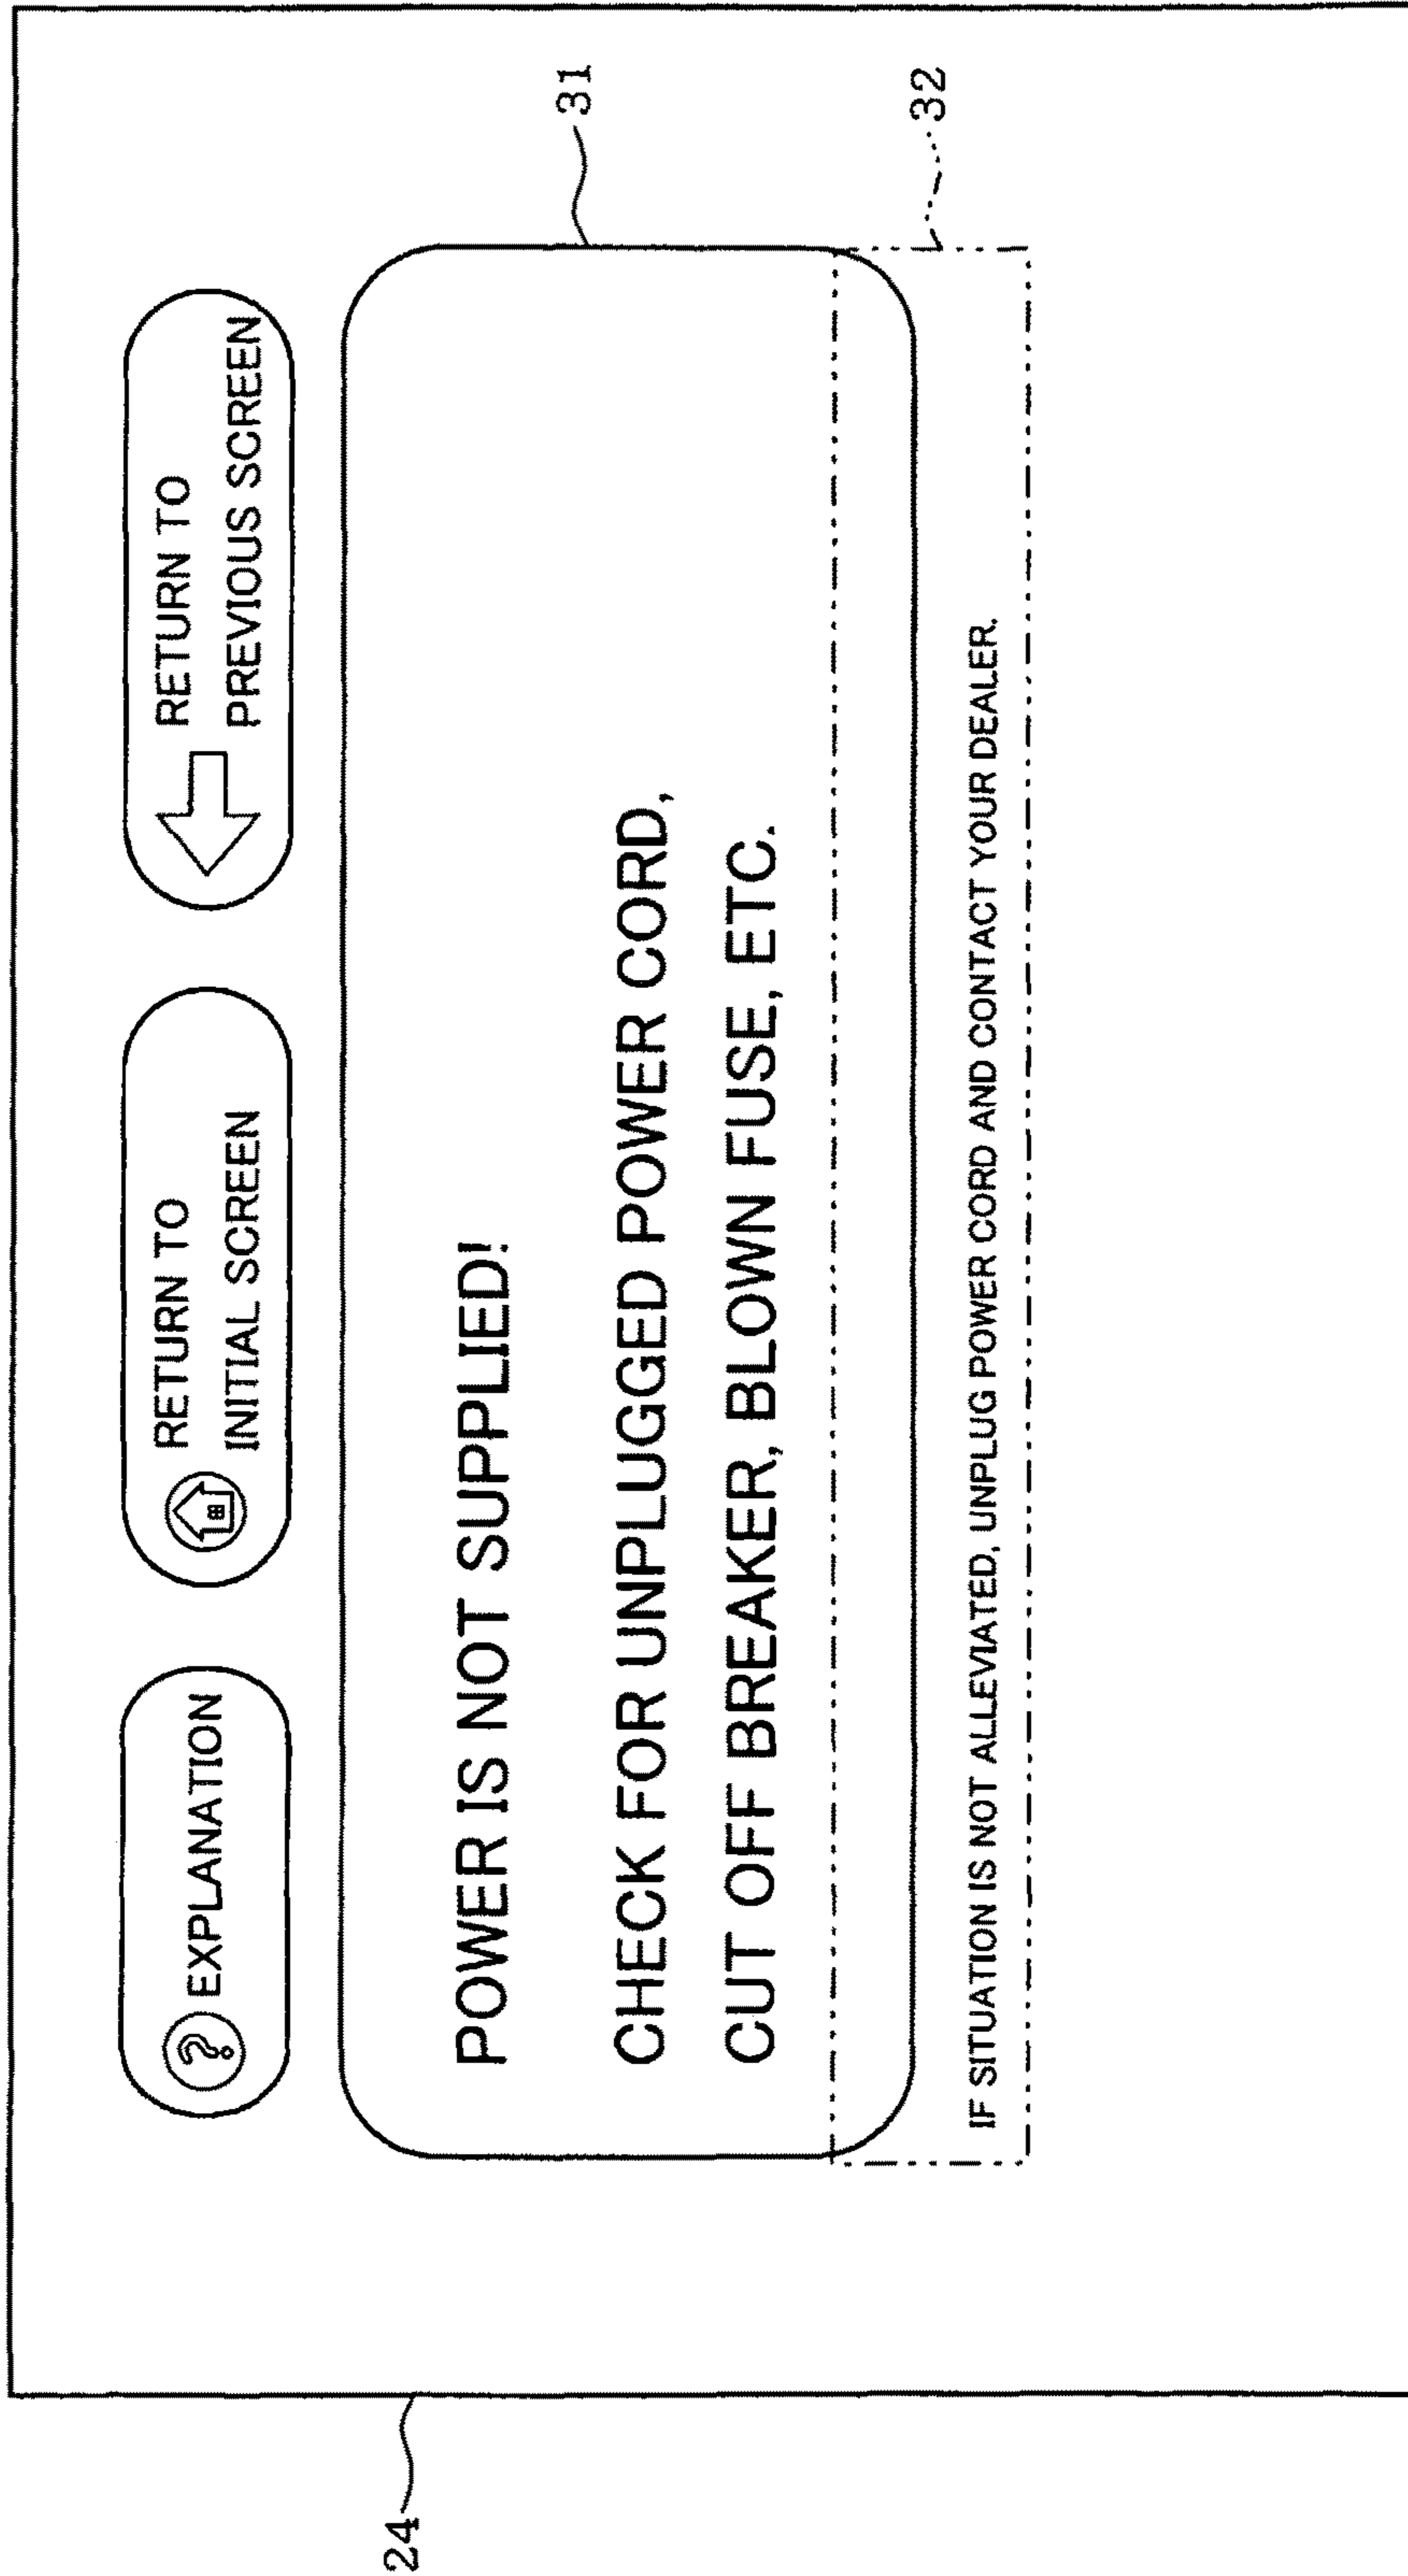 EXPLANATION
RETURN TO
INITIAL SCREEN
RETURN TO
PREVIOUS SCREEN
POWER IS NOT SUPPLIED!
CHECK FOR UNPLUGGED POWER CORD,
CUT OFF BREAKER, BLOWN FUSE, ETC.
IF SITUATION IS NOT ALLEVIATED, UNPLUG POWER CORD AND CONTACT YOUR DEALER.
24
31
32